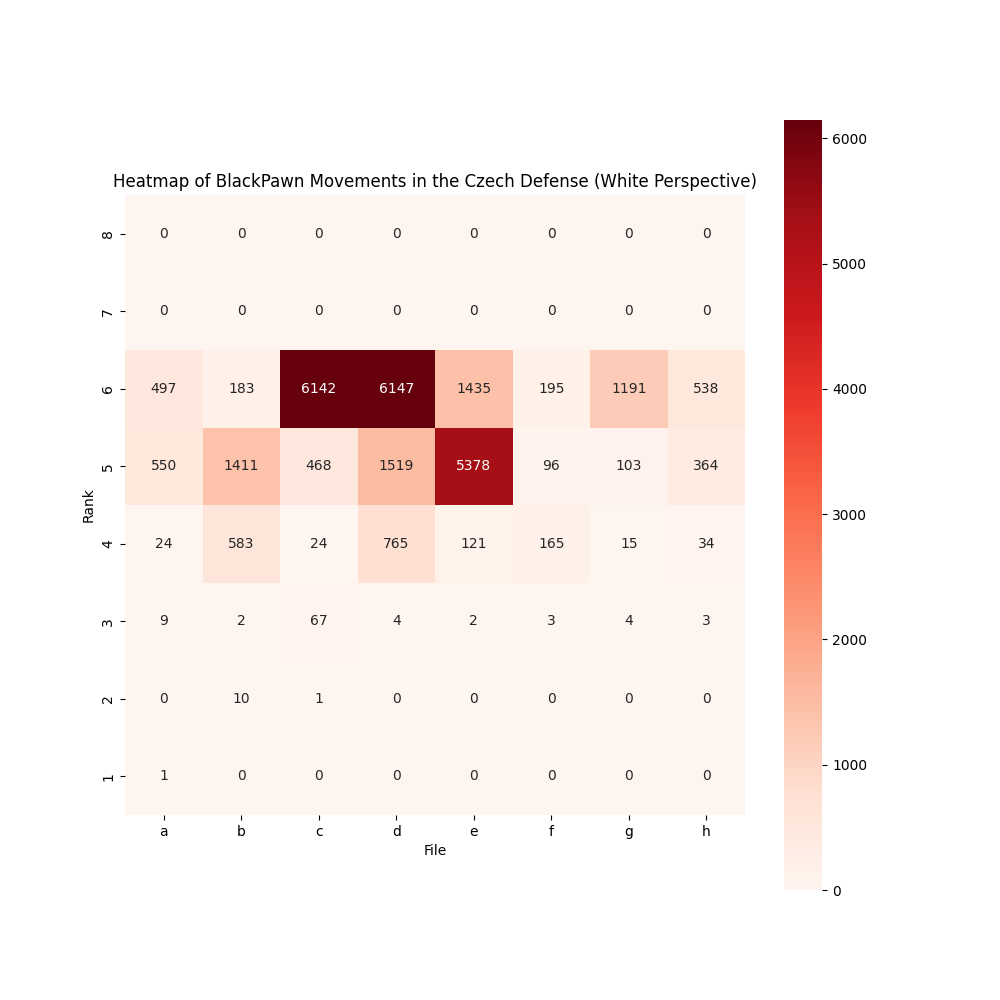 Heatmap of BlackPawn Movements in the Czech Defense (White Perspective)
8 0 0 0 0 0 0 0 0
7 0 0 0 0 0 0 0 0
6 497 183 6142 6147 1435 195 1191 538
5 550 1411 468 1519 5378 96 103 364
Rank
4 24 583 24 765 121 165 15 34
3 9 2 67 4 2 3 4 3
2 0 10 1 0 0 0 0 0
1 1 0 0 0 0 0 0 0
a b c d e f g h
File
6000
5000
4000
3000
2000
1000
0